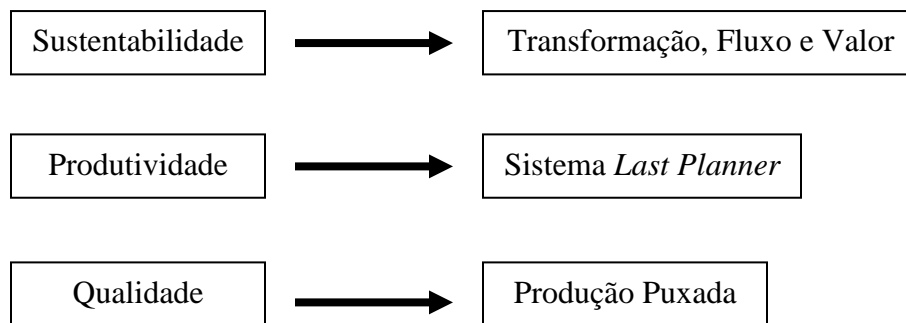 Sustentabilidade
Transformação, Fluxo e Valor
Produtividade
Sistema Last Planner
Qualidade
Produção Puxada